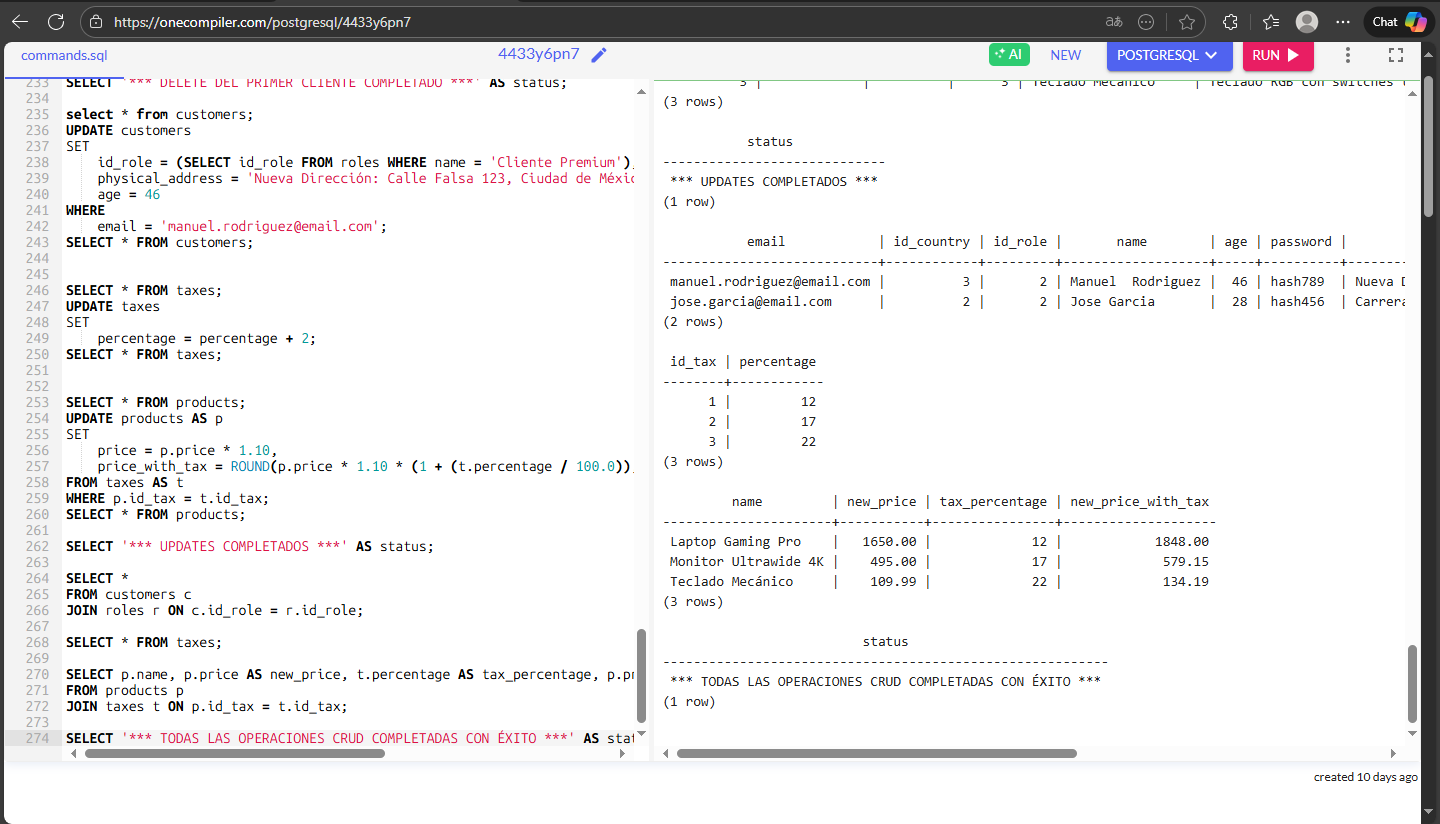 https://onecompiler.com/postgresql/4433y6pn7
Chat
commands.sql
4433y6pn7
AI
NEW
POSTGRESQL
RUN
233 SELECT '*** DELETE DEL PRIMER CLIENTE COMPLETADO ***' AS status;
234
235 select * from customers;
236 UPDATE customers
237 SET
238 id_role = (SELECT id_role FROM roles WHERE name = 'Cliente Premium')
239 physical_address = 'Nueva Dirección: Calle Falsa 123, Ciudad de Méxi
240 age = 46
241 WHERE
242 email = 'manuel.rodriguez@email.com';
243 SELECT * FROM customers;
244
245
246 SELECT * FROM taxes;
247 UPDATE taxes
248 SET
249 percentage = percentage + 2;
250 SELECT * FROM taxes;
251
252
253 SELECT * FROM products;
254 UPDATE products AS p
255 SET
256 price = p.price * 1.10,
257 price_with_tax = ROUND(p.price * 1.10 * (1 + (t.percentage / 100.0))
258 FROM taxes AS t
259 WHERE p.id_tax = t.id_tax;
260 SELECT * FROM products;
261
262 SELECT '*** UPDATES COMPLETADOS ***' AS status;
263
264 SELECT *
265 FROM customers c
266 JOIN roles r ON c.id_role = r.id_role;
267
268 SELECT * FROM taxes;
269
270 SELECT p.name, p.price AS new_price, t.percentage AS tax_percentage, p.p
271 FROM products p
272 JOIN taxes t ON p.id_tax = t.id_tax;
273
274 SELECT '*** TODAS LAS OPERACIONES CRUD COMPLETADAS CON ÉXITO ***' AS sta
3 | | | 3 | Teclado Mecánico | Teclado RGB con switches
(3 rows)
status
----------------------------
*** UPDATES COMPLETADOS ***
(1 row)
email | id_country | id_role | name | age | password |
----------------------------+------------+---------+-------------------+-----+----------+--------
manuel.rodriguez@email.com | 3 | 2 | Manuel  Rodriguez | 46 | hash789 | Nueva
jose.garcia@email.com | 2 | 2 | Jose Garcia | 28 | hash456 | Carrer
(2 rows)
id_tax | percentage
--------+------------
1 | 12
2 | 17
3 | 22
(3 rows)
name | new_price | tax_percentage | new_price_with_tax
---------------------+-----------+----------------+--------------------
Laptop Gaming Pro | 1650.00 | 12 | 1848.00
Monitor Ultrawide 4K | 495.00 | 17 | 579.15
Teclado Mecánico | 109.99 | 22 | 134.19
(3 rows)
status
---------------------------------------------------------
*** TODAS LAS OPERACIONES CRUD COMPLETADAS CON ÉXITO ***
(1 row)
created 10 days ago